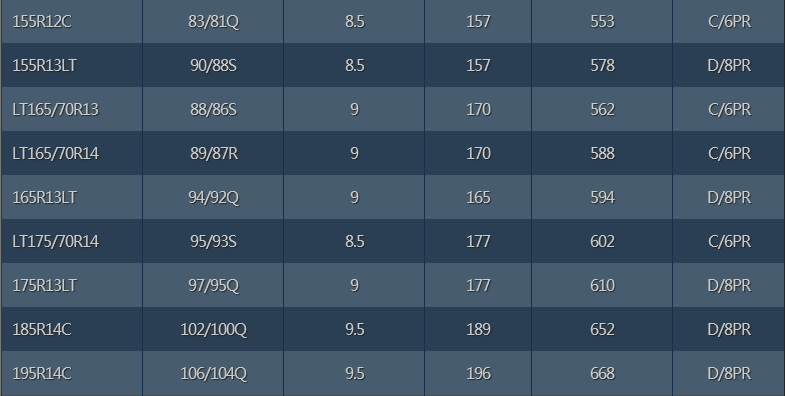 155R12C 83/81Q 8.5 157 553 C/6PR
155R13LT 90/88S 8.5 157 578 D/8PR
LT165/70R13 88/86S 9 170 562 C/6PR
LT165/70R14 89/87R 9 170 588 C/6PR
165R13LT 94/92Q 9 165 594 D/8PR
LT175/70R14 95/93S 8.5 177 602 C/6PR
175R13LT 97/95Q 9 177 610 D/8PR
185R14C 102/100Q 9.5 189 652 D/8PR
195R14C 106/104Q 9.5 196 668 D/8PR